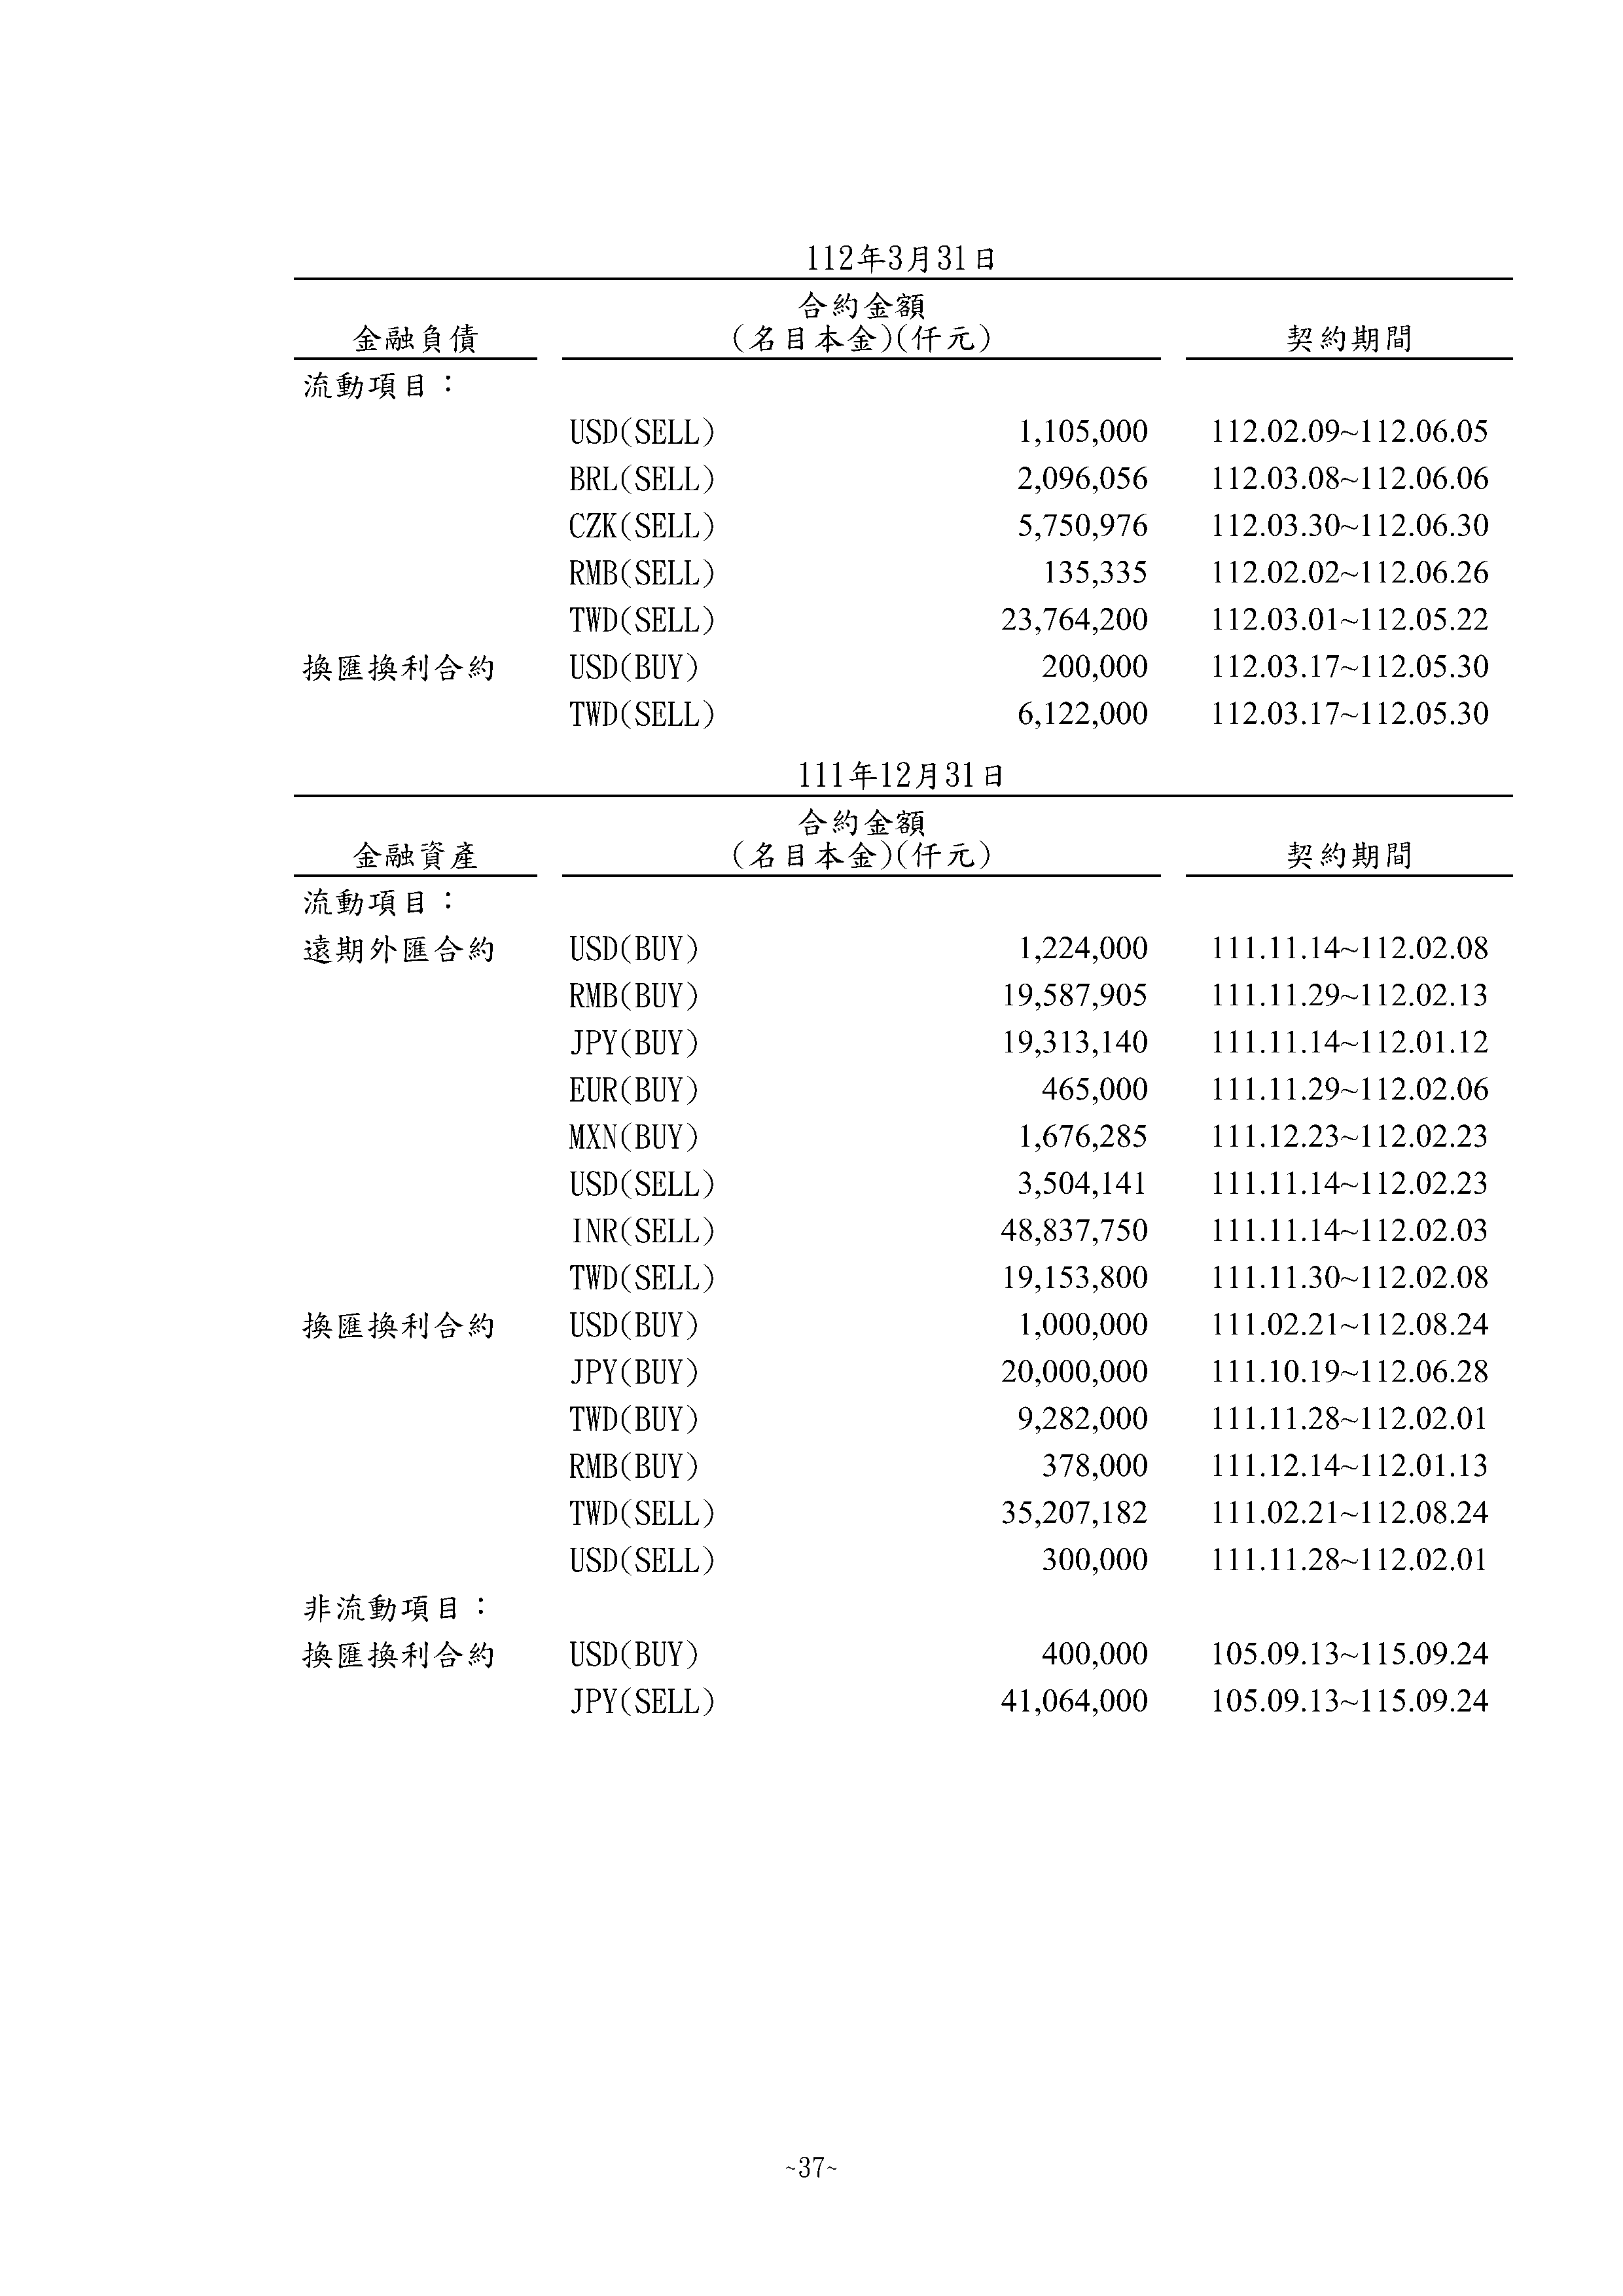 112年3月31日
合約金額
金融負債 (名目本金)(仟元) 契約期間
流動項目：
USD(SELL) 1,105,000 112.02.09~112.06.05
BRL(SELL) 2,096,056 112.03.08~112.06.06
CZK(SELL) 5,750,976 112.03.30~112.06.30
RMB(SELL) 135,335 112.02.02~112.06.26
TWD(SELL) 23,764,200 112.03.01~112.05.22
換匯換利合約 USD(BUY) 200,000 112.03.17~112.05.30
TWD(SELL) 6,122,000 112.03.17~112.05.30
111年12月31日
合約金額
金融資產 (名目本金)(仟元) 契約期間
流動項目：
遠期外匯合約 USD(BUY) 1,224,000 111.11.14~112.02.08
RMB(BUY) 19,587,905 111.11.29~112.02.13
JPY(BUY) 19,313,140 111.11.14~112.01.12
EUR(BUY) 465,000 111.11.29~112.02.06
MXN(BUY) 1,676,285 111.12.23~112.02.23
USD(SELL) 3,504,141 111.11.14~112.02.23
INR(SELL) 48,837,750 111.11.14~112.02.03
TWD(SELL) 19,153,800 111.11.30~112.02.08
換匯換利合約 USD(BUY) 1,000,000 111.02.21~112.08.24
JPY(BUY) 20,000,000 111.10.19~112.06.28
TWD(BUY) 9,282,000 111.11.28~112.02.01
RMB(BUY) 378,000 111.12.14~112.01.13
TWD(SELL) 35,207,182 111.02.21~112.08.24
USD(SELL) 300,000 111.11.28~112.02.01
非流動項目：
換匯換利合約 USD(BUY) 400,000 105.09.13~115.09.24
JPY(SELL) 41,064,000 105.09.13~115.09.24
~37~